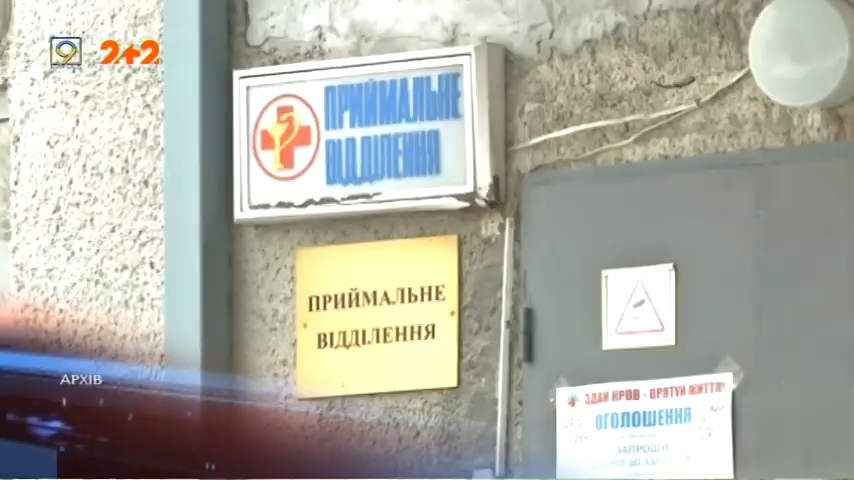 9 2+2
ПРИЙМАЛЬНЕ
ВІДДІЛЕННЯ
ПРИЙМАЛЬНЕ
ВІДДІЛЕННЯ
АРХІВ
ЗДАЙ КРОВ - ВРЯТУЙ ЖИТТЯ!
ОГОЛОШЕННЯ